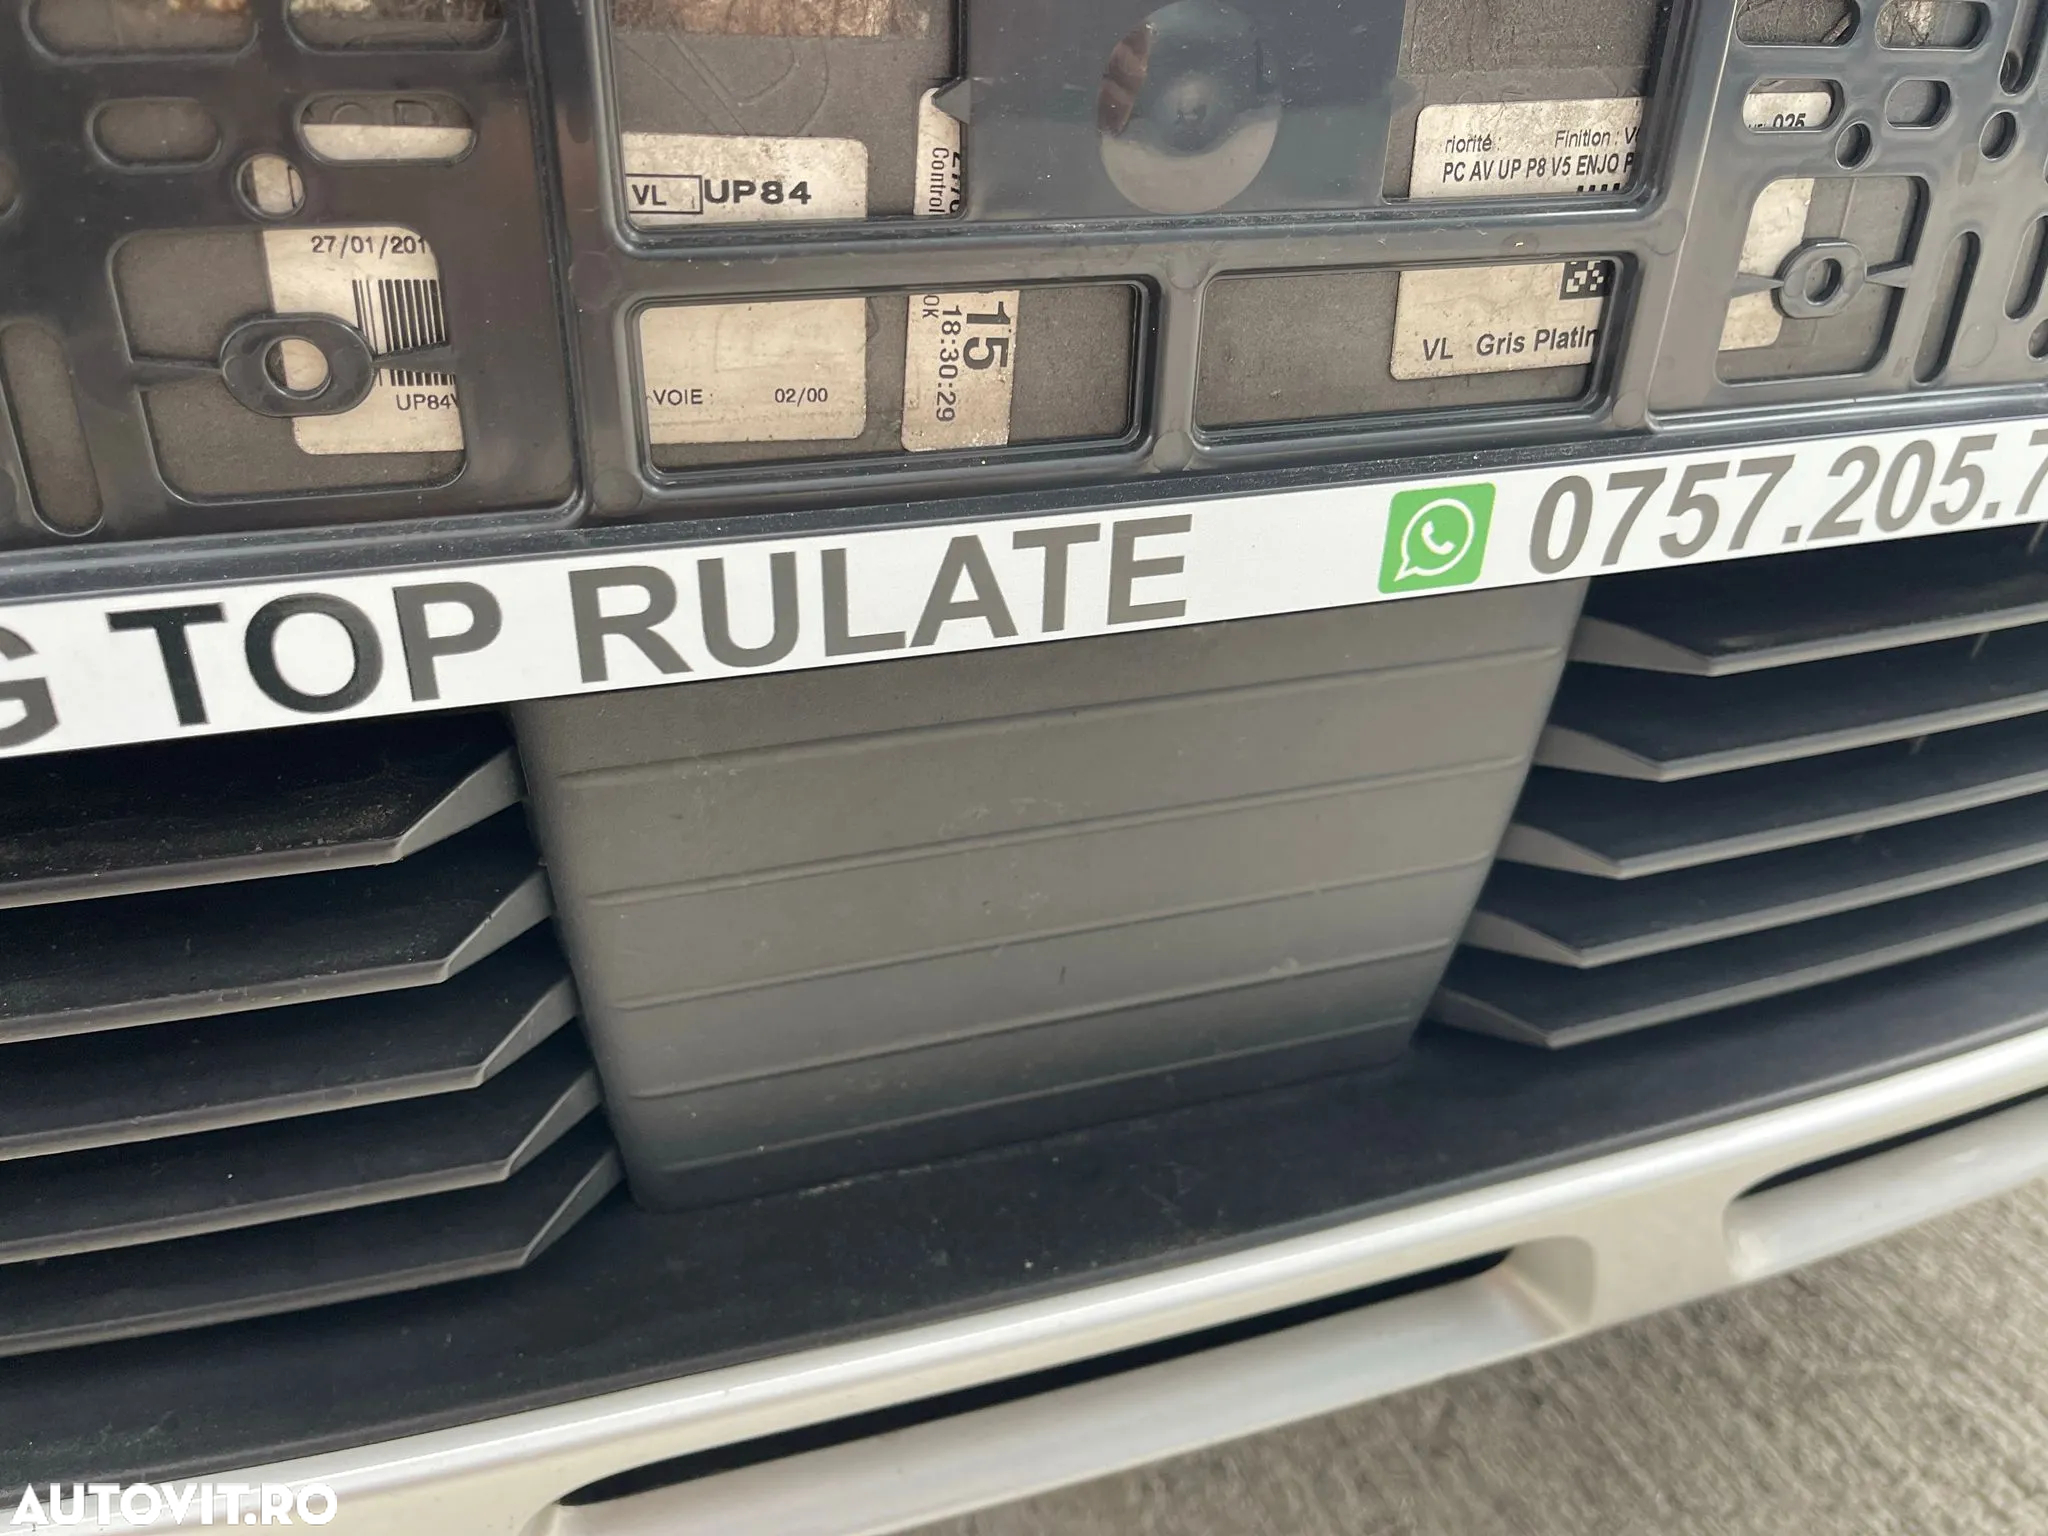 VL UP84
Control
riorité : Finition :
PC AV UP P8 V5 ENJO
025
27/01/201
UP84
VOIE : 02/00
15
18:30:29
OK
VL Gris Platin
G TOP RULATE 0757.205.7
AUTOVIT.RO